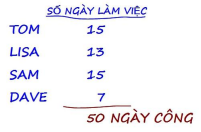 SỐ NGÀY LÀM VIỆC
TOM 15
LISA 13
SAM 15
DAVE 7
50 NGÀY CÔNG